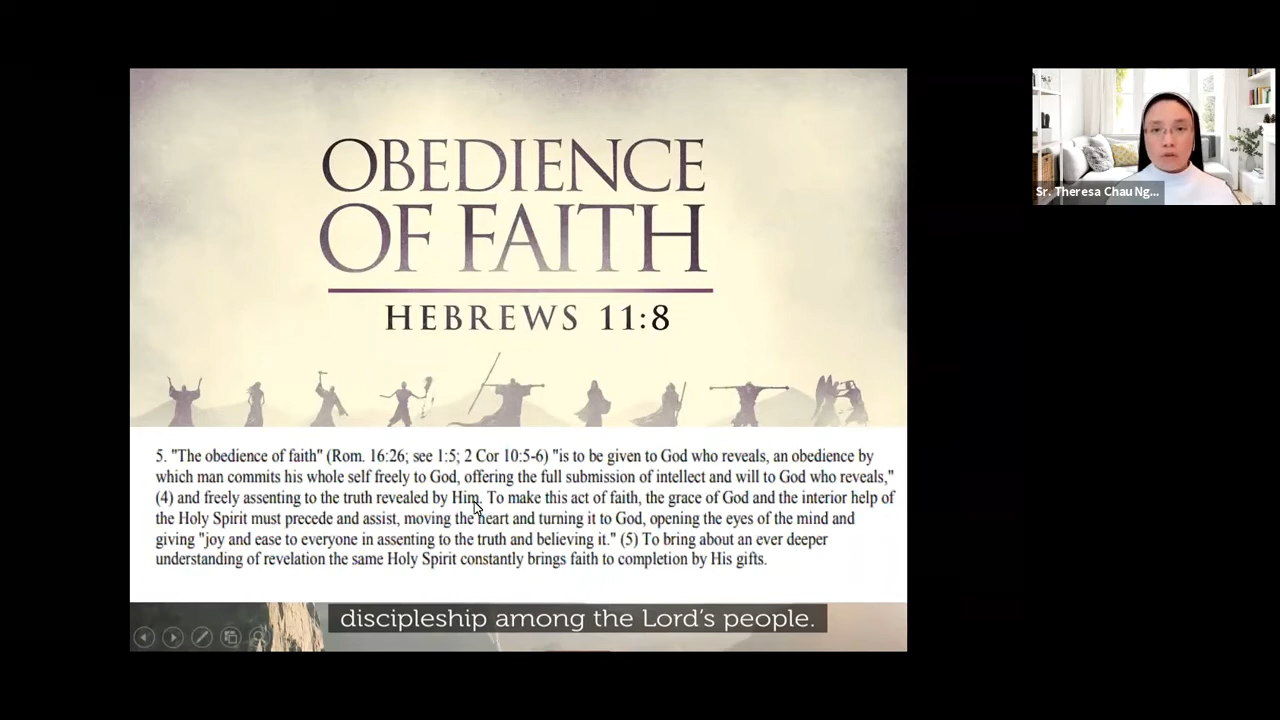 OBEDIENCE
OF FAITH
HEBREWS 11:8
5. "The obedience of faith" (Rom. 16:26; see 1:5; 2 Cor 10:5-6) "is to be given to God who reveals, an obedience by
which man commits his whole self freely to God, offering the full submission of intellect and will to God who reveals,"
(4) and freely assenting to the truth revealed by Him. To make this act of faith, the grace of God and the interior help of
the Holy Spirit must precede and assist, moving the heart and turning it to God, opening the eyes of the mind and
giving "joy and ease to everyone in assenting to the truth and believing it." (5) To bring about an ever deeper
understanding of revelation the same Holy Spirit constantly brings faith to completion by His gifts.
discipleship among the Lord's people.
Sr. Theresa Chau Ng...